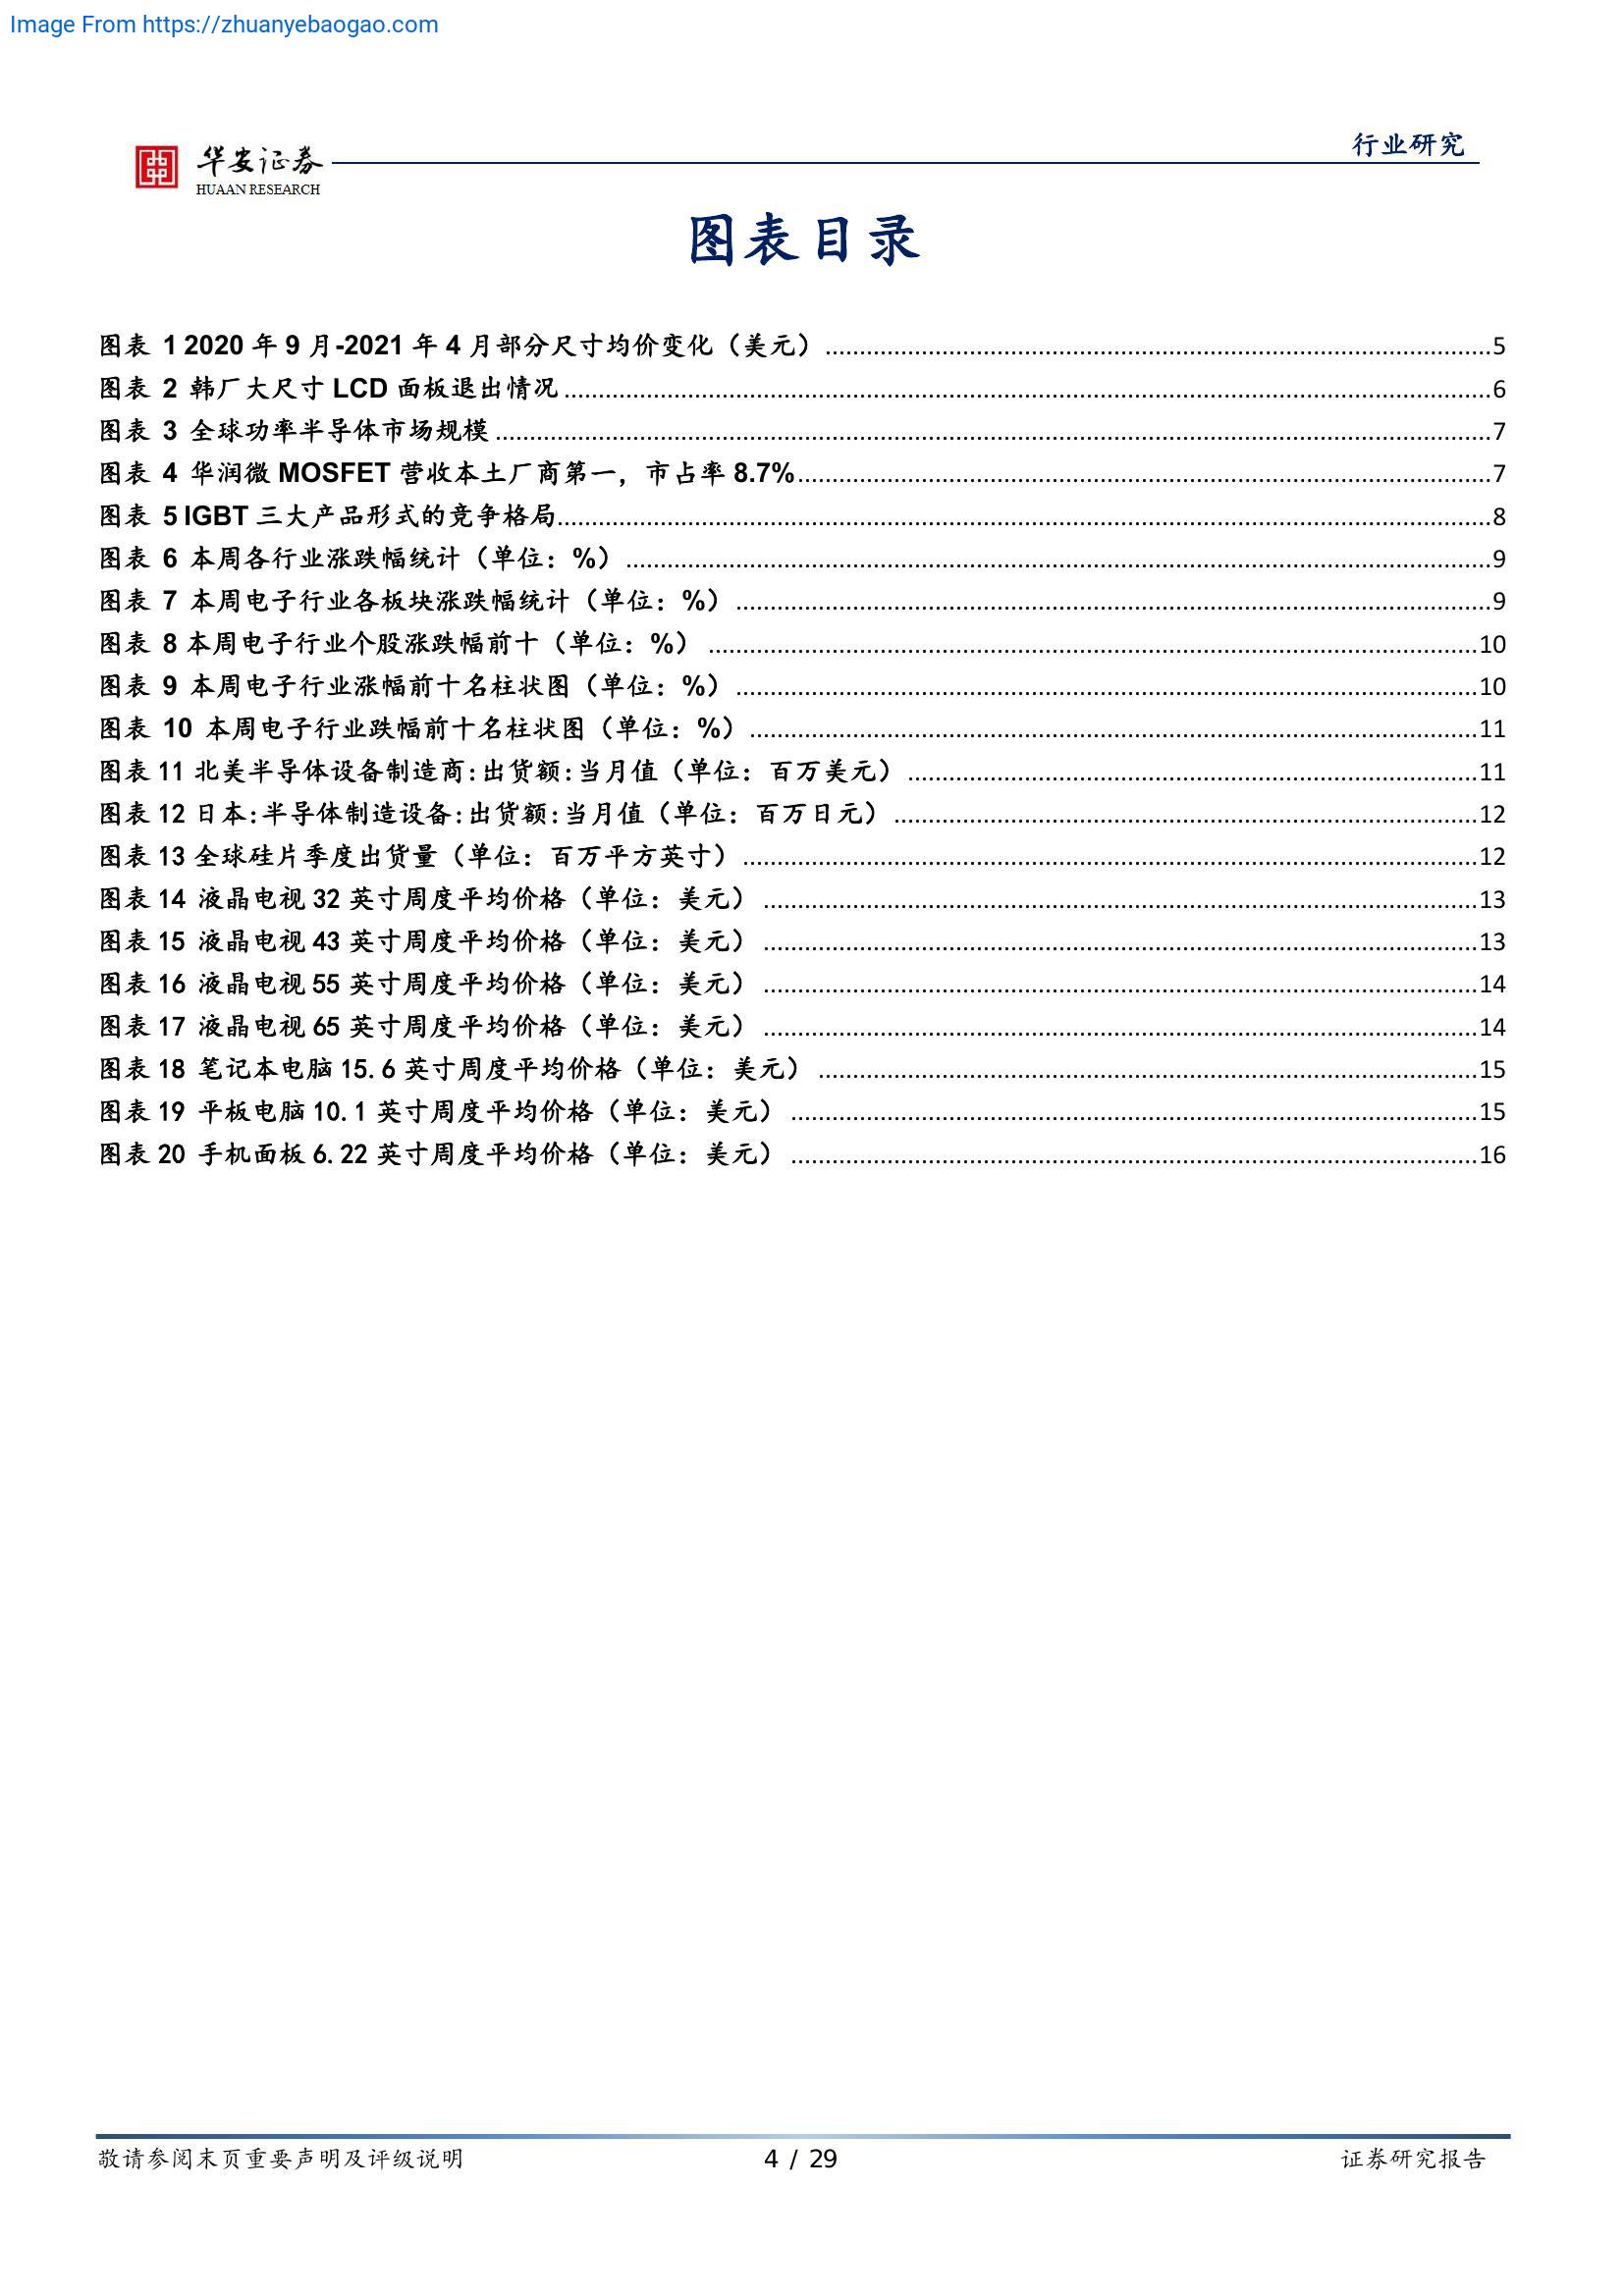 Image From https://zhuanyebaogao.com
行业研究
华安证券
HUAAN RESEARCH
图表目录
图表 1 2020 年 9 月-2021 年 4 月部分尺寸均价变化（美元）5
图表 2 韩厂大尺寸 LCD 面板退出情况6
图表 3 全球功率半导体市场规模7
图表 4 华润微 MOSFET 营收本土厂商第一，市占率 8.7%7
图表 5 IGBT 三大产品形式的竞争格局8
图表 6 本周各行业涨跌幅统计（单位：%）9
图表 7 本周电子行业各板块涨跌幅统计（单位：%）9
图表 8 本周电子行业个股涨跌幅前十（单位：%）10
图表 9 本周电子行业涨幅前十名柱状图（单位：%）10
图表 10 本周电子行业跌幅前十名柱状图（单位：%）11
图表 11 北美半导体设备制造商:出货额:当月值（单位：百万美元）11
图表 12 日本:半导体制造设备:出货额:当月值（单位：百万日元）12
图表 13 全球硅片季度出货量（单位：百万平方英寸）12
图表 14 液晶电视 32 英寸周度平均价格（单位：美元）13
图表 15 液晶电视 43 英寸周度平均价格（单位：美元）13
图表 16 液晶电视 55 英寸周度平均价格（单位：美元）14
图表 17 液晶电视 65 英寸周度平均价格（单位：美元）14
图表 18 笔记本电脑 15.6 英寸周度平均价格（单位：美元）15
图表 19 平板电脑 10.1 英寸周度平均价格（单位：美元）15
图表 20 手机面板 6.22 英寸周度平均价格（单位：美元）16
敬请参阅末页重要声明及评级说明
4 / 29
证券研究报告